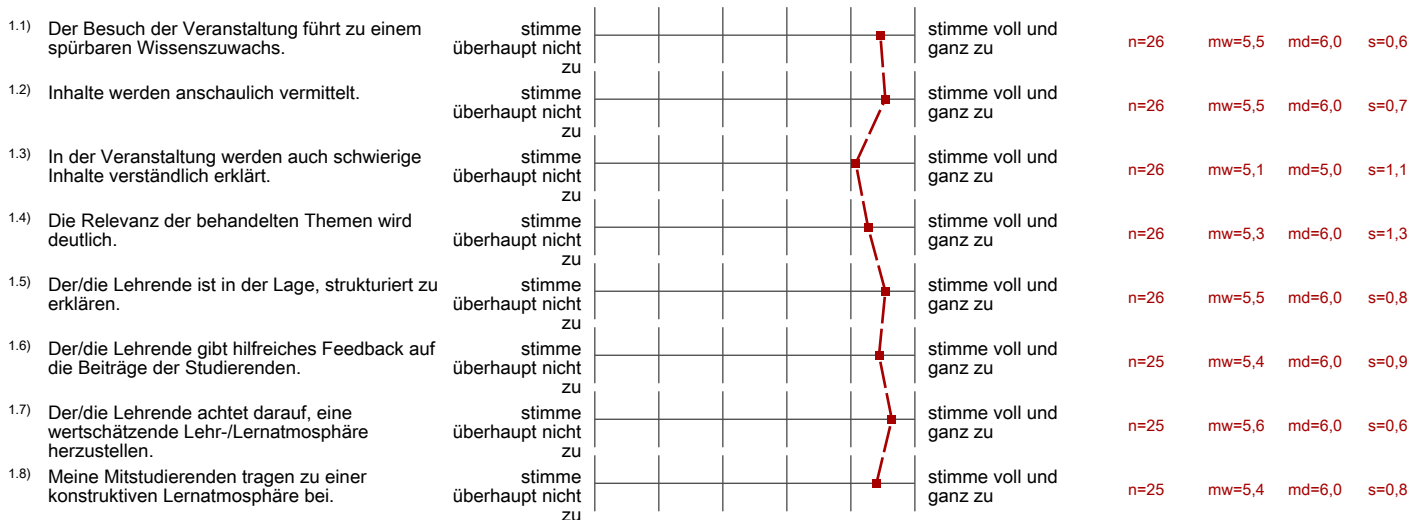 1.1) Der Besuch der Veranstaltung führt zu einem
spürbaren Wissenszuwachs.
stimme
überhaupt nicht
zu
stimme voll und
ganz zu
n=26 mw=5,5 md=6,0 s=0,6
1.2) Inhalte werden anschaulich vermittelt.
stimme
überhaupt nicht
zu
stimme voll und
ganz zu
n=26 mw=5,5 md=6,0 s=0,7
1.3) In der Veranstaltung werden auch schwierige
Inhalte verständlich erklärt.
stimme
überhaupt nicht
zu
stimme voll und
ganz zu
n=26 mw=5,1 md=5,0 s=1,1
1.4) Die Relevanz der behandelten Themen wird
deutlich.
stimme
überhaupt nicht
zu
stimme voll und
ganz zu
n=26 mw=5,3 md=6,0 s=1,3
1.5) Der/die Lehrende ist in der Lage, strukturiert zu
erklären.
stimme
überhaupt nicht
zu
stimme voll und
ganz zu
n=26 mw=5,5 md=6,0 s=0,8
1.6) Der/die Lehrende gibt hilfreiches Feedback auf
die Beiträge der Studierenden.
stimme
überhaupt nicht
zu
stimme voll und
ganz zu
n=25 mw=5,4 md=6,0 s=0,9
1.7) Der/die Lehrende achtet darauf, eine
wertschätzende Lehr-/Lernatmosphäre
herzustellen.
stimme
überhaupt nicht
zu
stimme voll und
ganz zu
n=25 mw=5,6 md=6,0 s=0,6
1.8) Meine Mitstudierenden tragen zu einer
konstruktiven Lernatmosphäre bei.
stimme
überhaupt nicht
zu
stimme voll und
ganz zu
n=25 mw=5,4 md=6,0 s=0,8